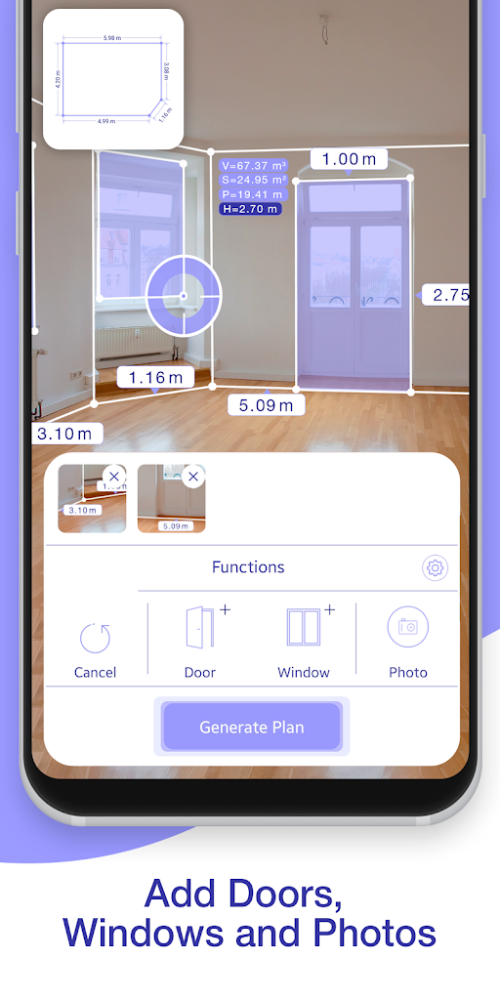 5.98 m
4.20 m
3.08 m
4.99 m
1.16 m
V=67.37 m³
S=24.95 m²
P=19.41 m
H=2.70 m
1.00 m
2.75
1.16 m
5.09 m
3.10 m
3.10 m
5.09 m
Functions
Cancel
Door
Window
Photo
Generate Plan
Add Doors,
Windows and Photos